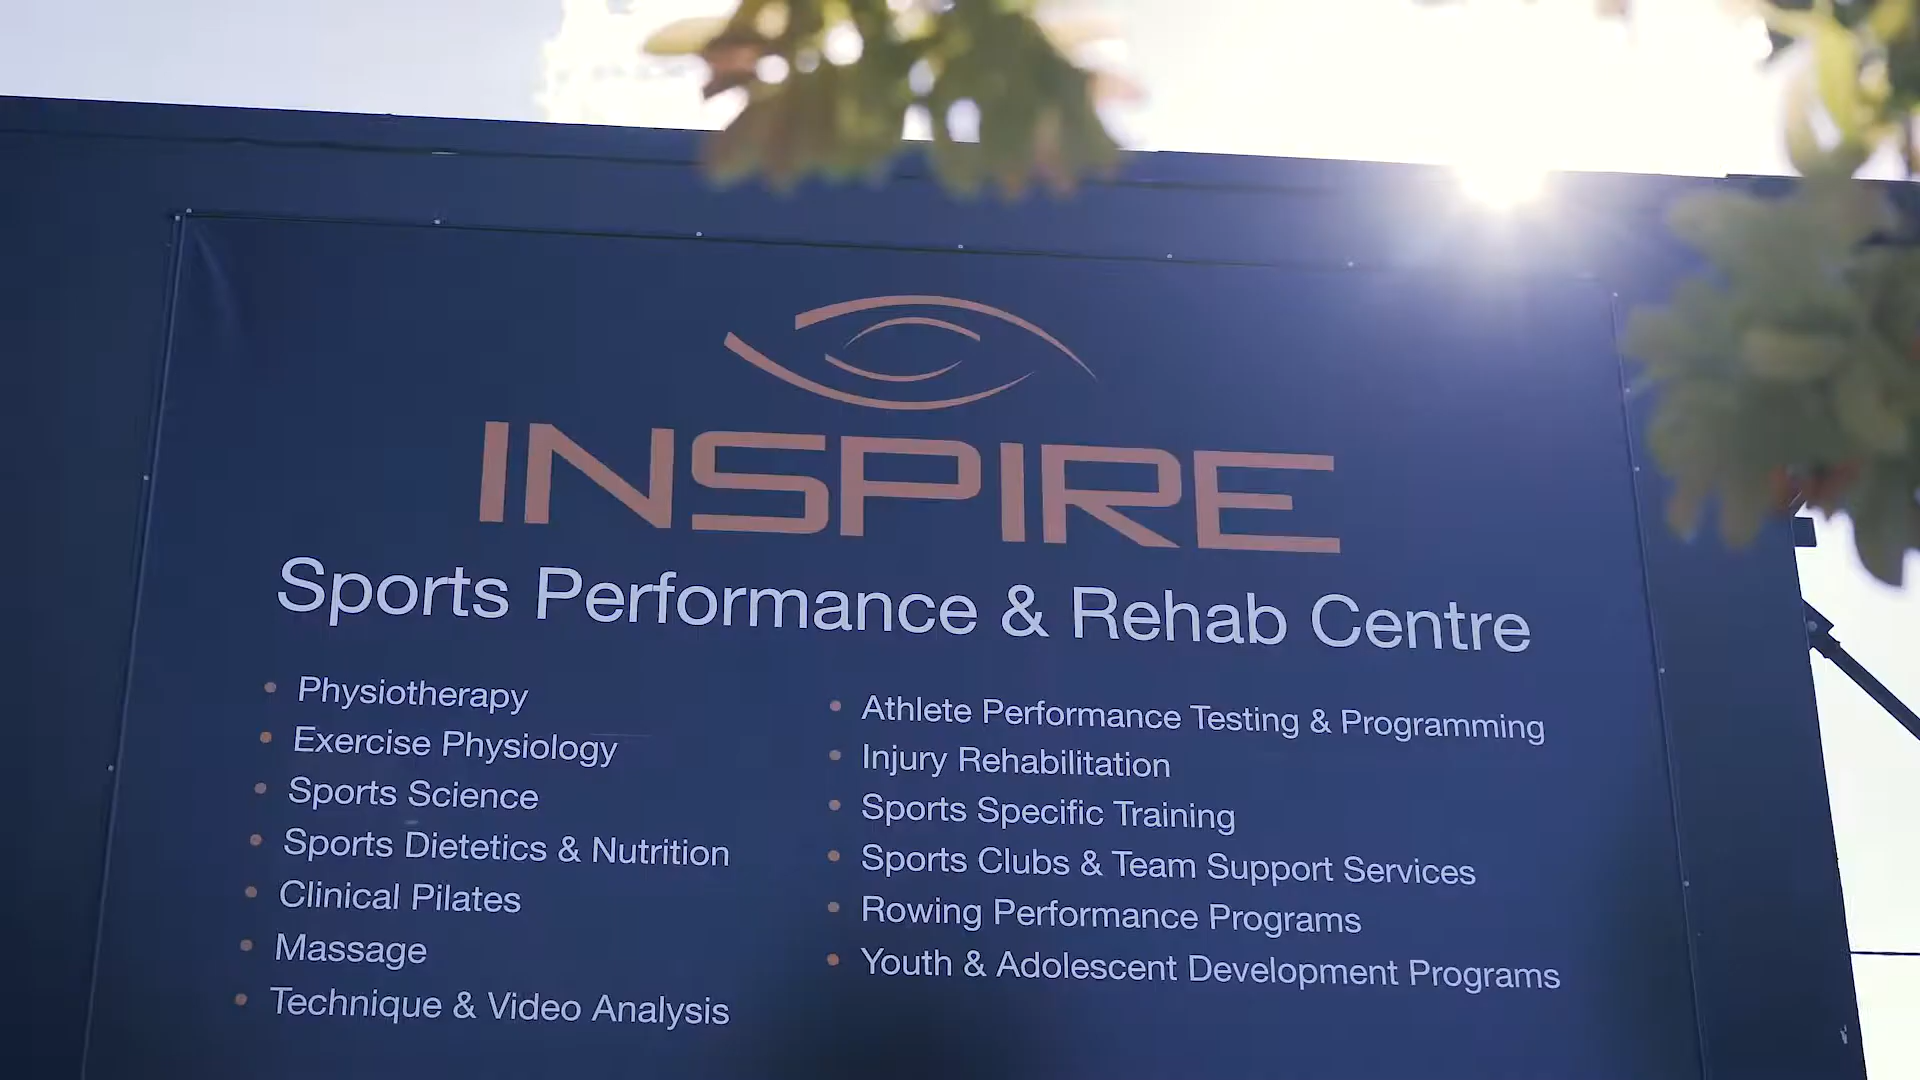 INSPIRE
Sports Performance & Rehab Centre
• Physiotherapy
• Exercise Physiology
• Sports Science
• Sports Dietetics & Nutrition
• Clinical Pilates
• Massage
• Technique & Video Analysis
• Athlete Performance Testing & Programming
• Injury Rehabilitation
• Sports Specific Training
• Sports Clubs & Team Support Services
• Rowing Performance Programs
• Youth & Adolescent Development Programs